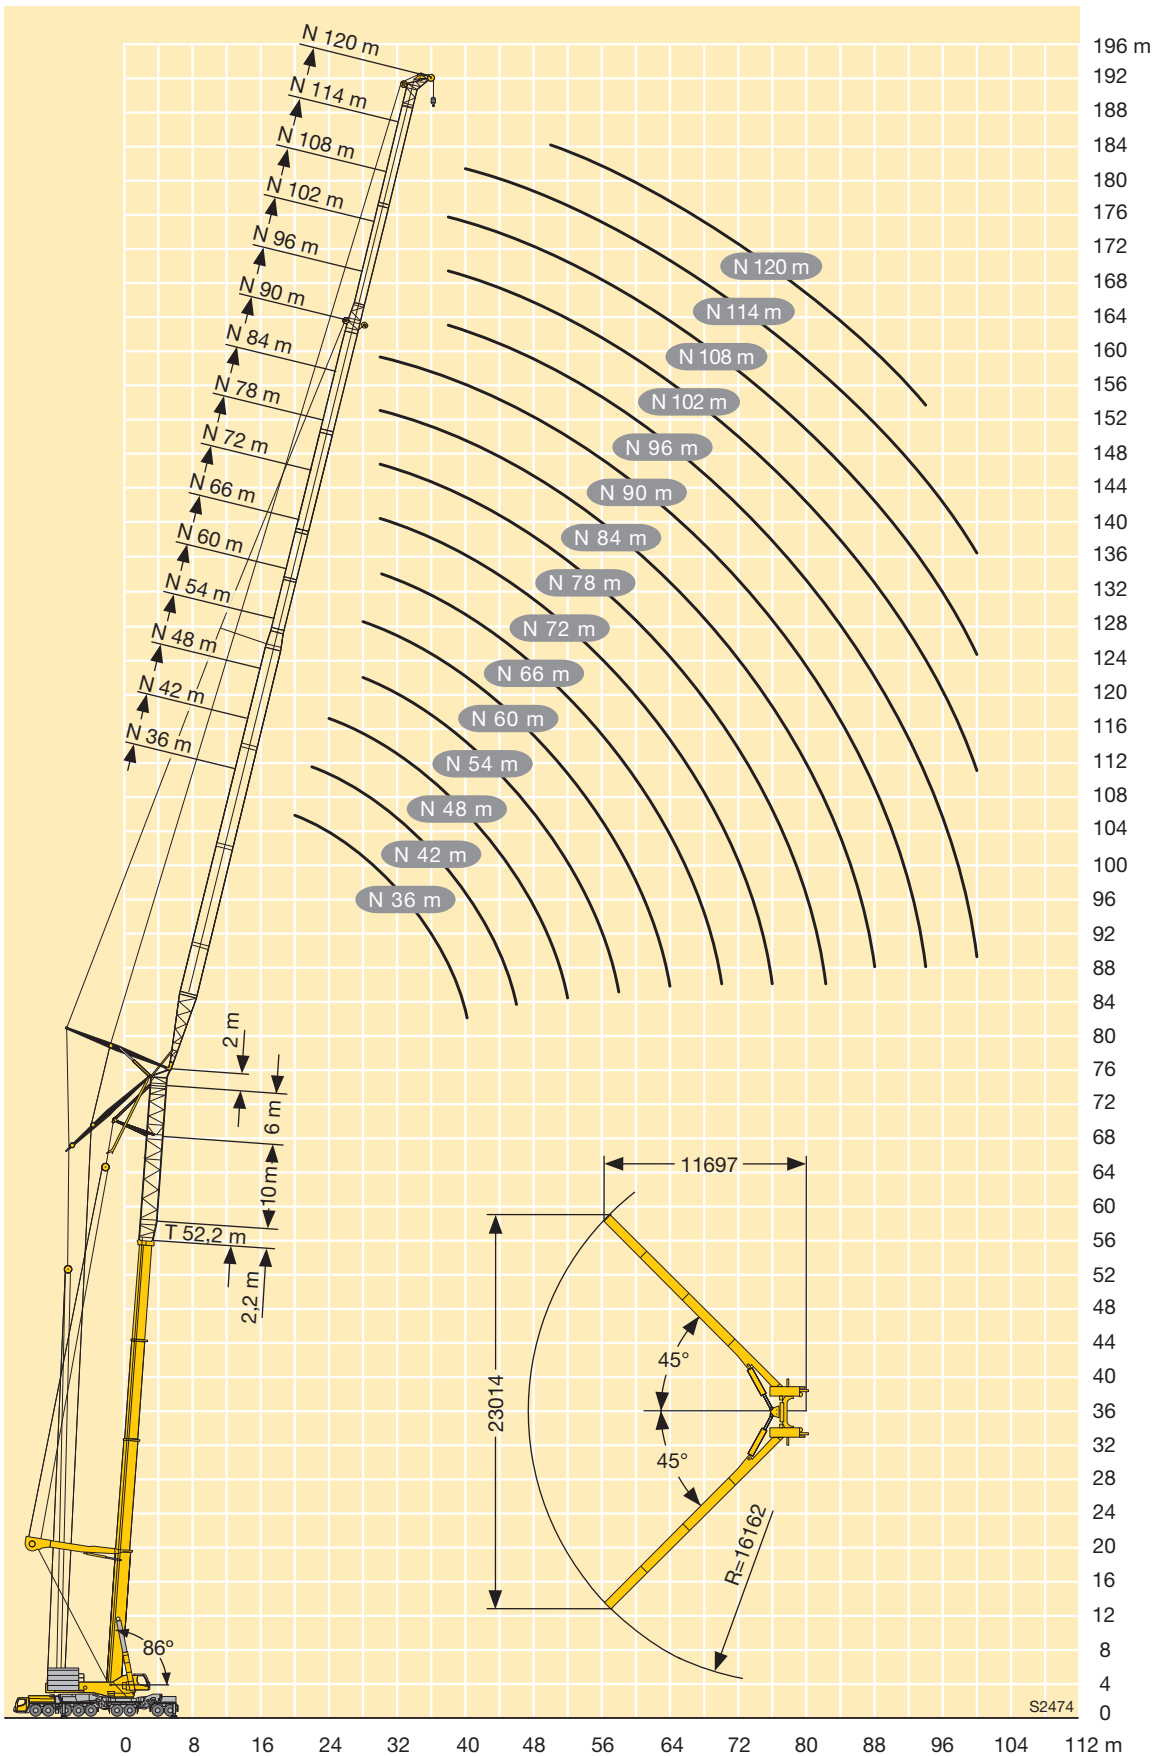 N 120 m
N 114 m
N 108 m
N 102 m
N 96 m
N 90 m
N 84 m
N 78 m
N 72 m
N 66 m
N 60 m
N 54 m
N 48 m
N 42 m
N 36 m
N 120 m
N 114 m
N 108 m
N 102 m
N 96 m
N 90 m
N 84 m
N 78 m
N 72 m
N 66 m
N 60 m
N 54 m
N 48 m
N 42 m
N 36 m
196 m
192
188
184
180
176
172
168
164
160
156
152
148
144
140
136
132
128
124
120
116
112
108
104
100
96
92
88
84
80
76
72
68
64
60
56
52
48
44
40
36
32
28
24
20
16
12
8
4
0
2 m
6 m
10 m
T 52,2 m
2,2 m
86°
11697
23014
45°
45°
R=16162
S2474
0 8 16 24 32 40 48 56 64 72 80 88 96 104 112 m